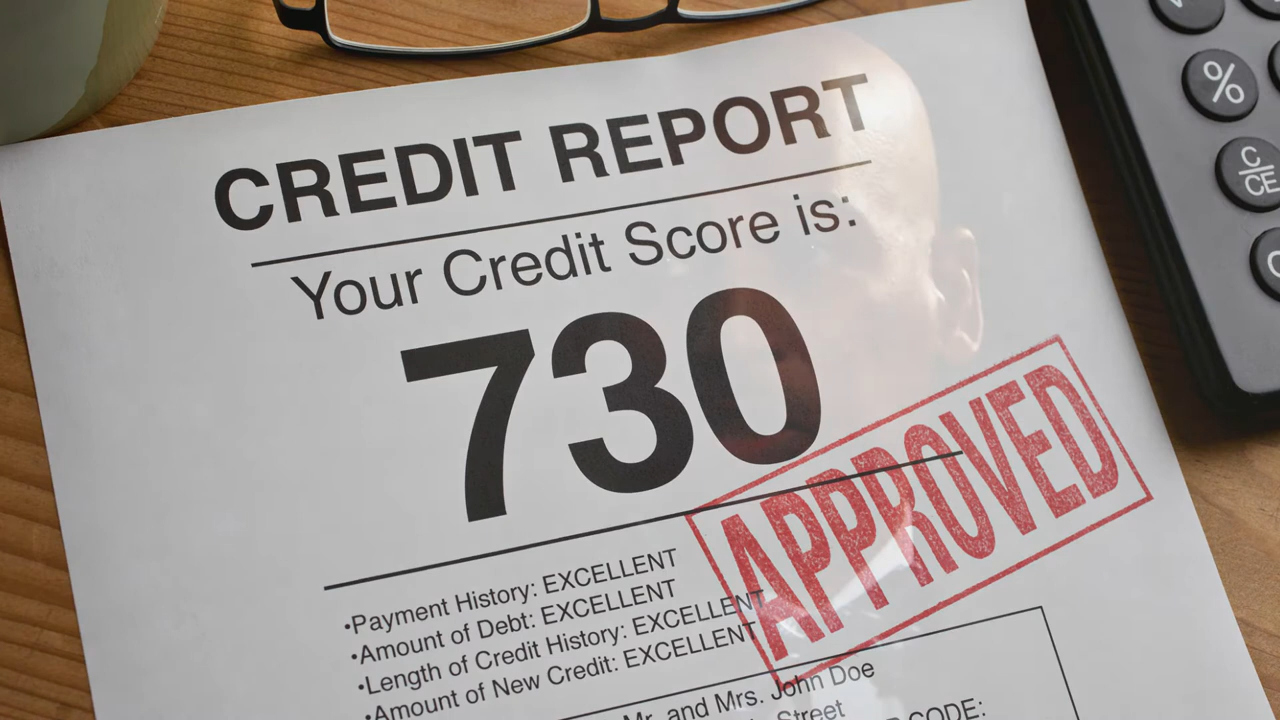 CREDIT REPORT
Your Credit Score is:
730
APPROVED
•Payment History: EXCELLENT
•Amount of Debt: EXCELLENT
•Length of Credit History: EXCELLENT
•Amount of New Credit: EXCELLENT
Mr. and Mrs. John Doe
Street
CODE:
%
C
CE